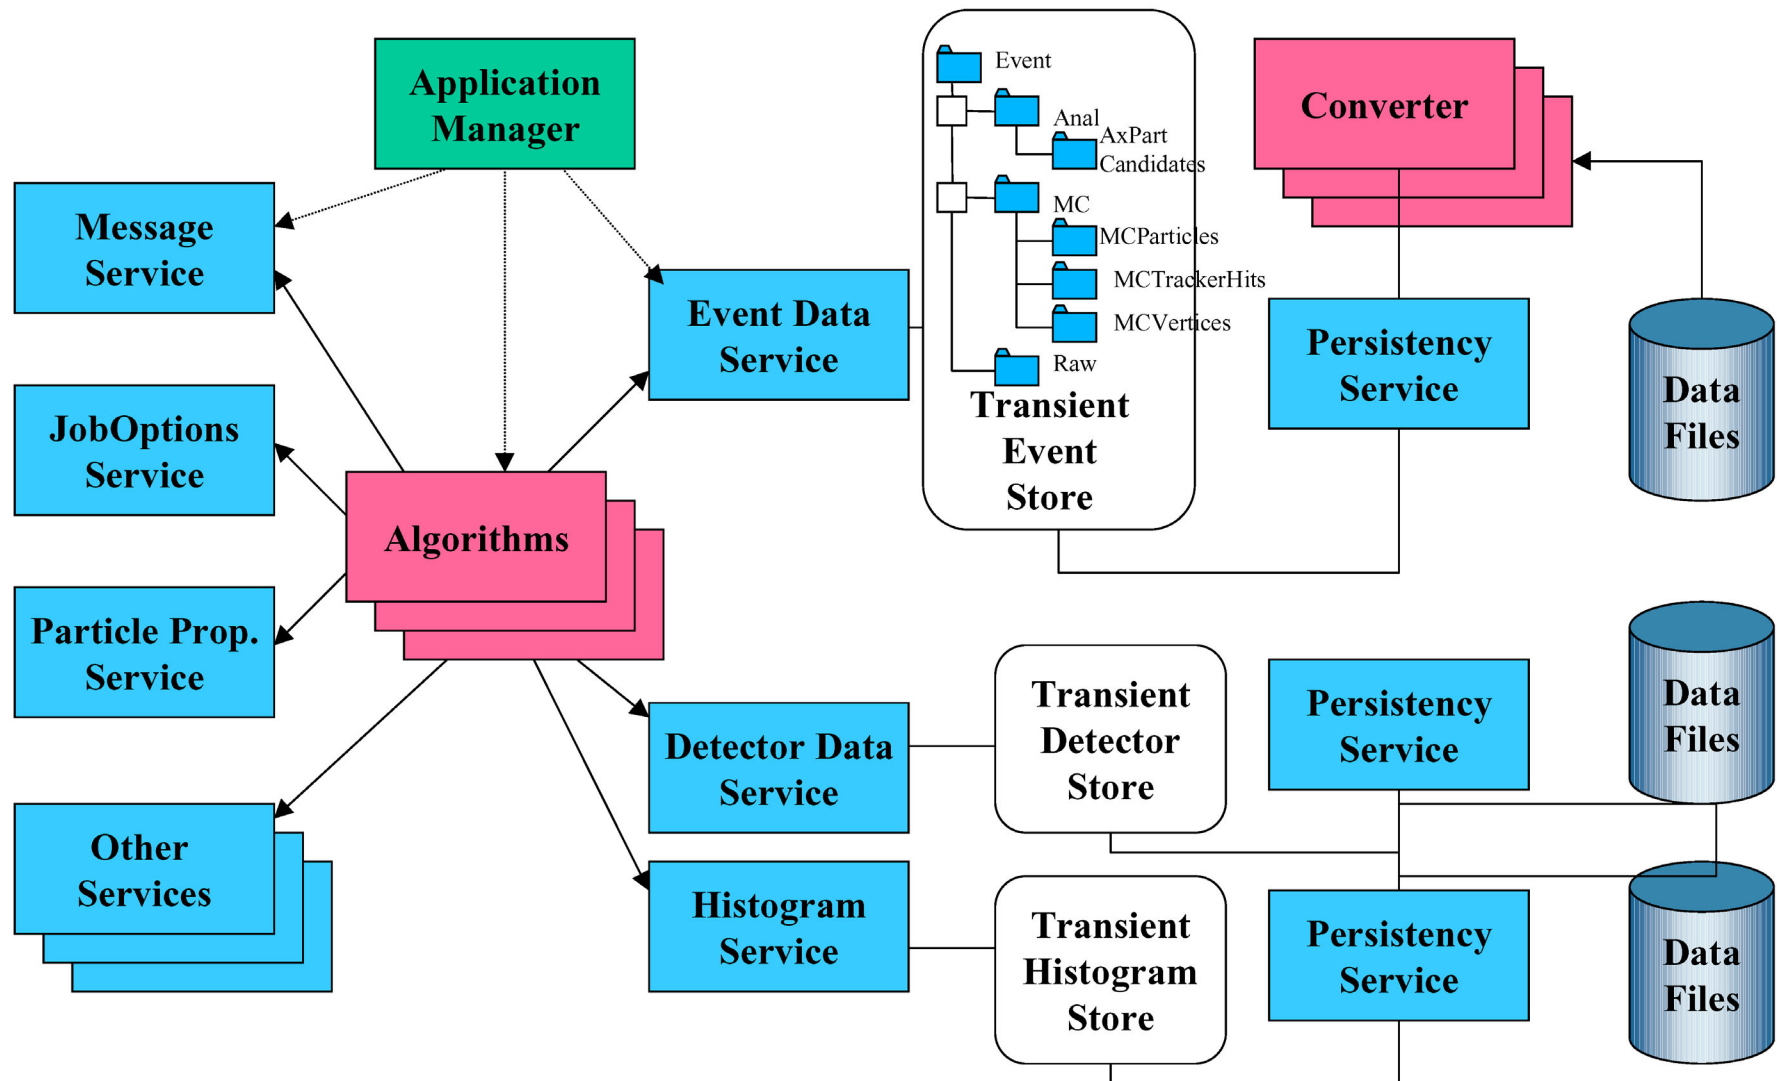 Application
Manager
Message
Service
JobOptions
Service
Particle Prop.
Service
Other
Services
Algorithms
Event Data
Service
Detector Data
Service
Histogram
Service
Event
Anal
AxPart
Candidates
MC
MCParticles
MCTrackerHits
MCVertices
Raw
Transient
Event
Store
Transient
Detector
Store
Transient
Histogram
Store
Converter
Persistency
Service
Data
Files
Persistency
Service
Data
Files
Persistency
Service
Data
Files